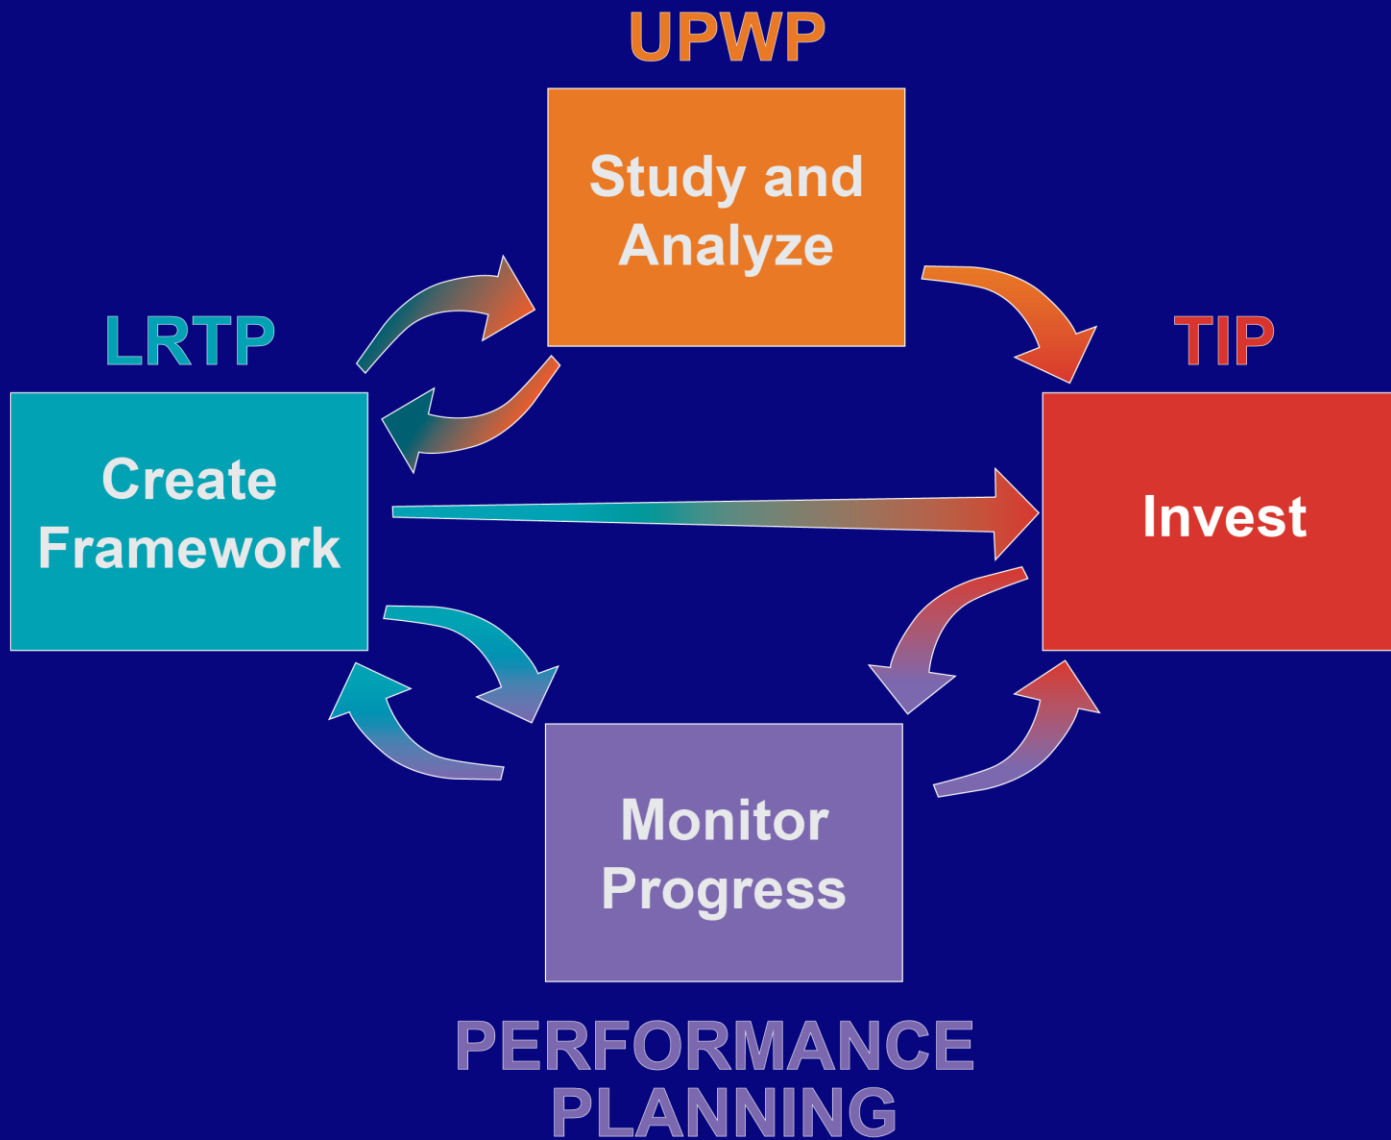 UPWP
Study and
Analyze
LRTP
Create
Framework
TIP
Invest
Monitor
Progress
PERFORMANCE
PLANNING